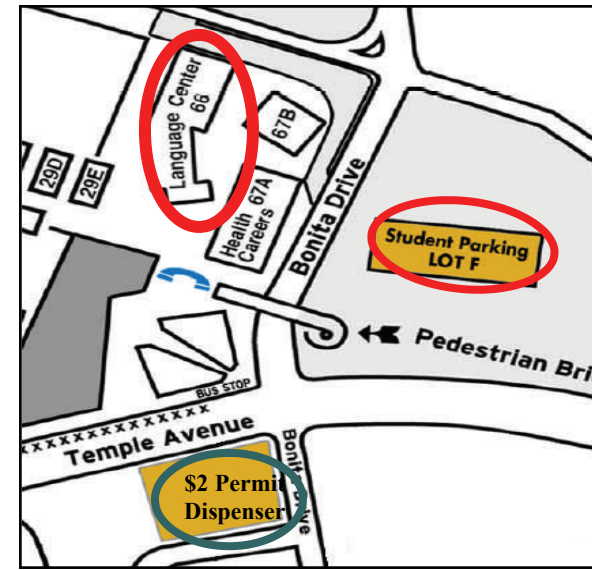 Language Center
66
67B
29D
29E
Health 67A
Careers
Bonita Drive
Student Parking
LOT F
Pedestrian Bri
BUS STOP
xxxxxxxxxxxxxxx
Temple Avenue
Bonita Drive
$2 Permit
Dispenser